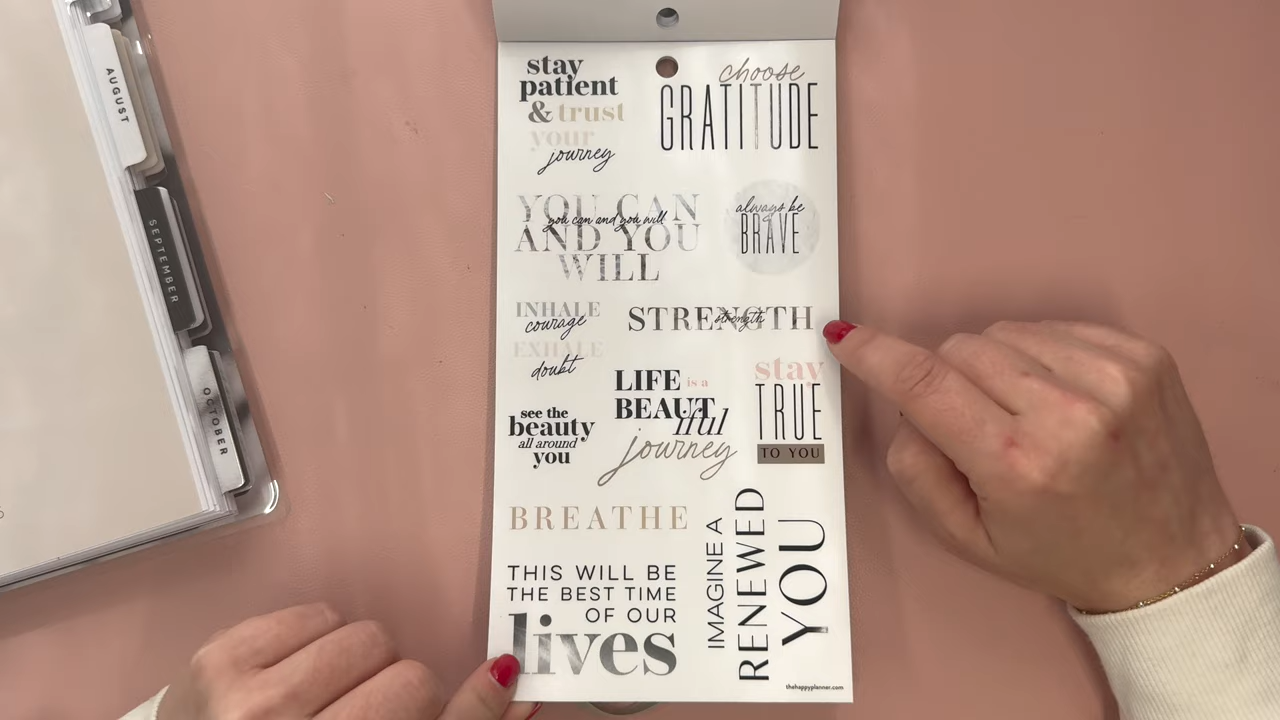 AUGUST
SEPTEMBER
OCTOBER
stay
patient
& trust
your
journey
choose
GRATITUDE
YOU CAN
you can and you will
AND YOU
WILL
always be
BRAVE
INHALE
courage
EXHALE
doubt
STRENGTH
strength
see the
beauty
all around
you
LIFE is a
BEAUTiful
journey
stay
TRUE
TO YOU
BREATHE
THIS WILL BE
THE BEST TIME
OF OUR
lives
IMAGINE A
RENEWED
YOU
thehappyplanner.com